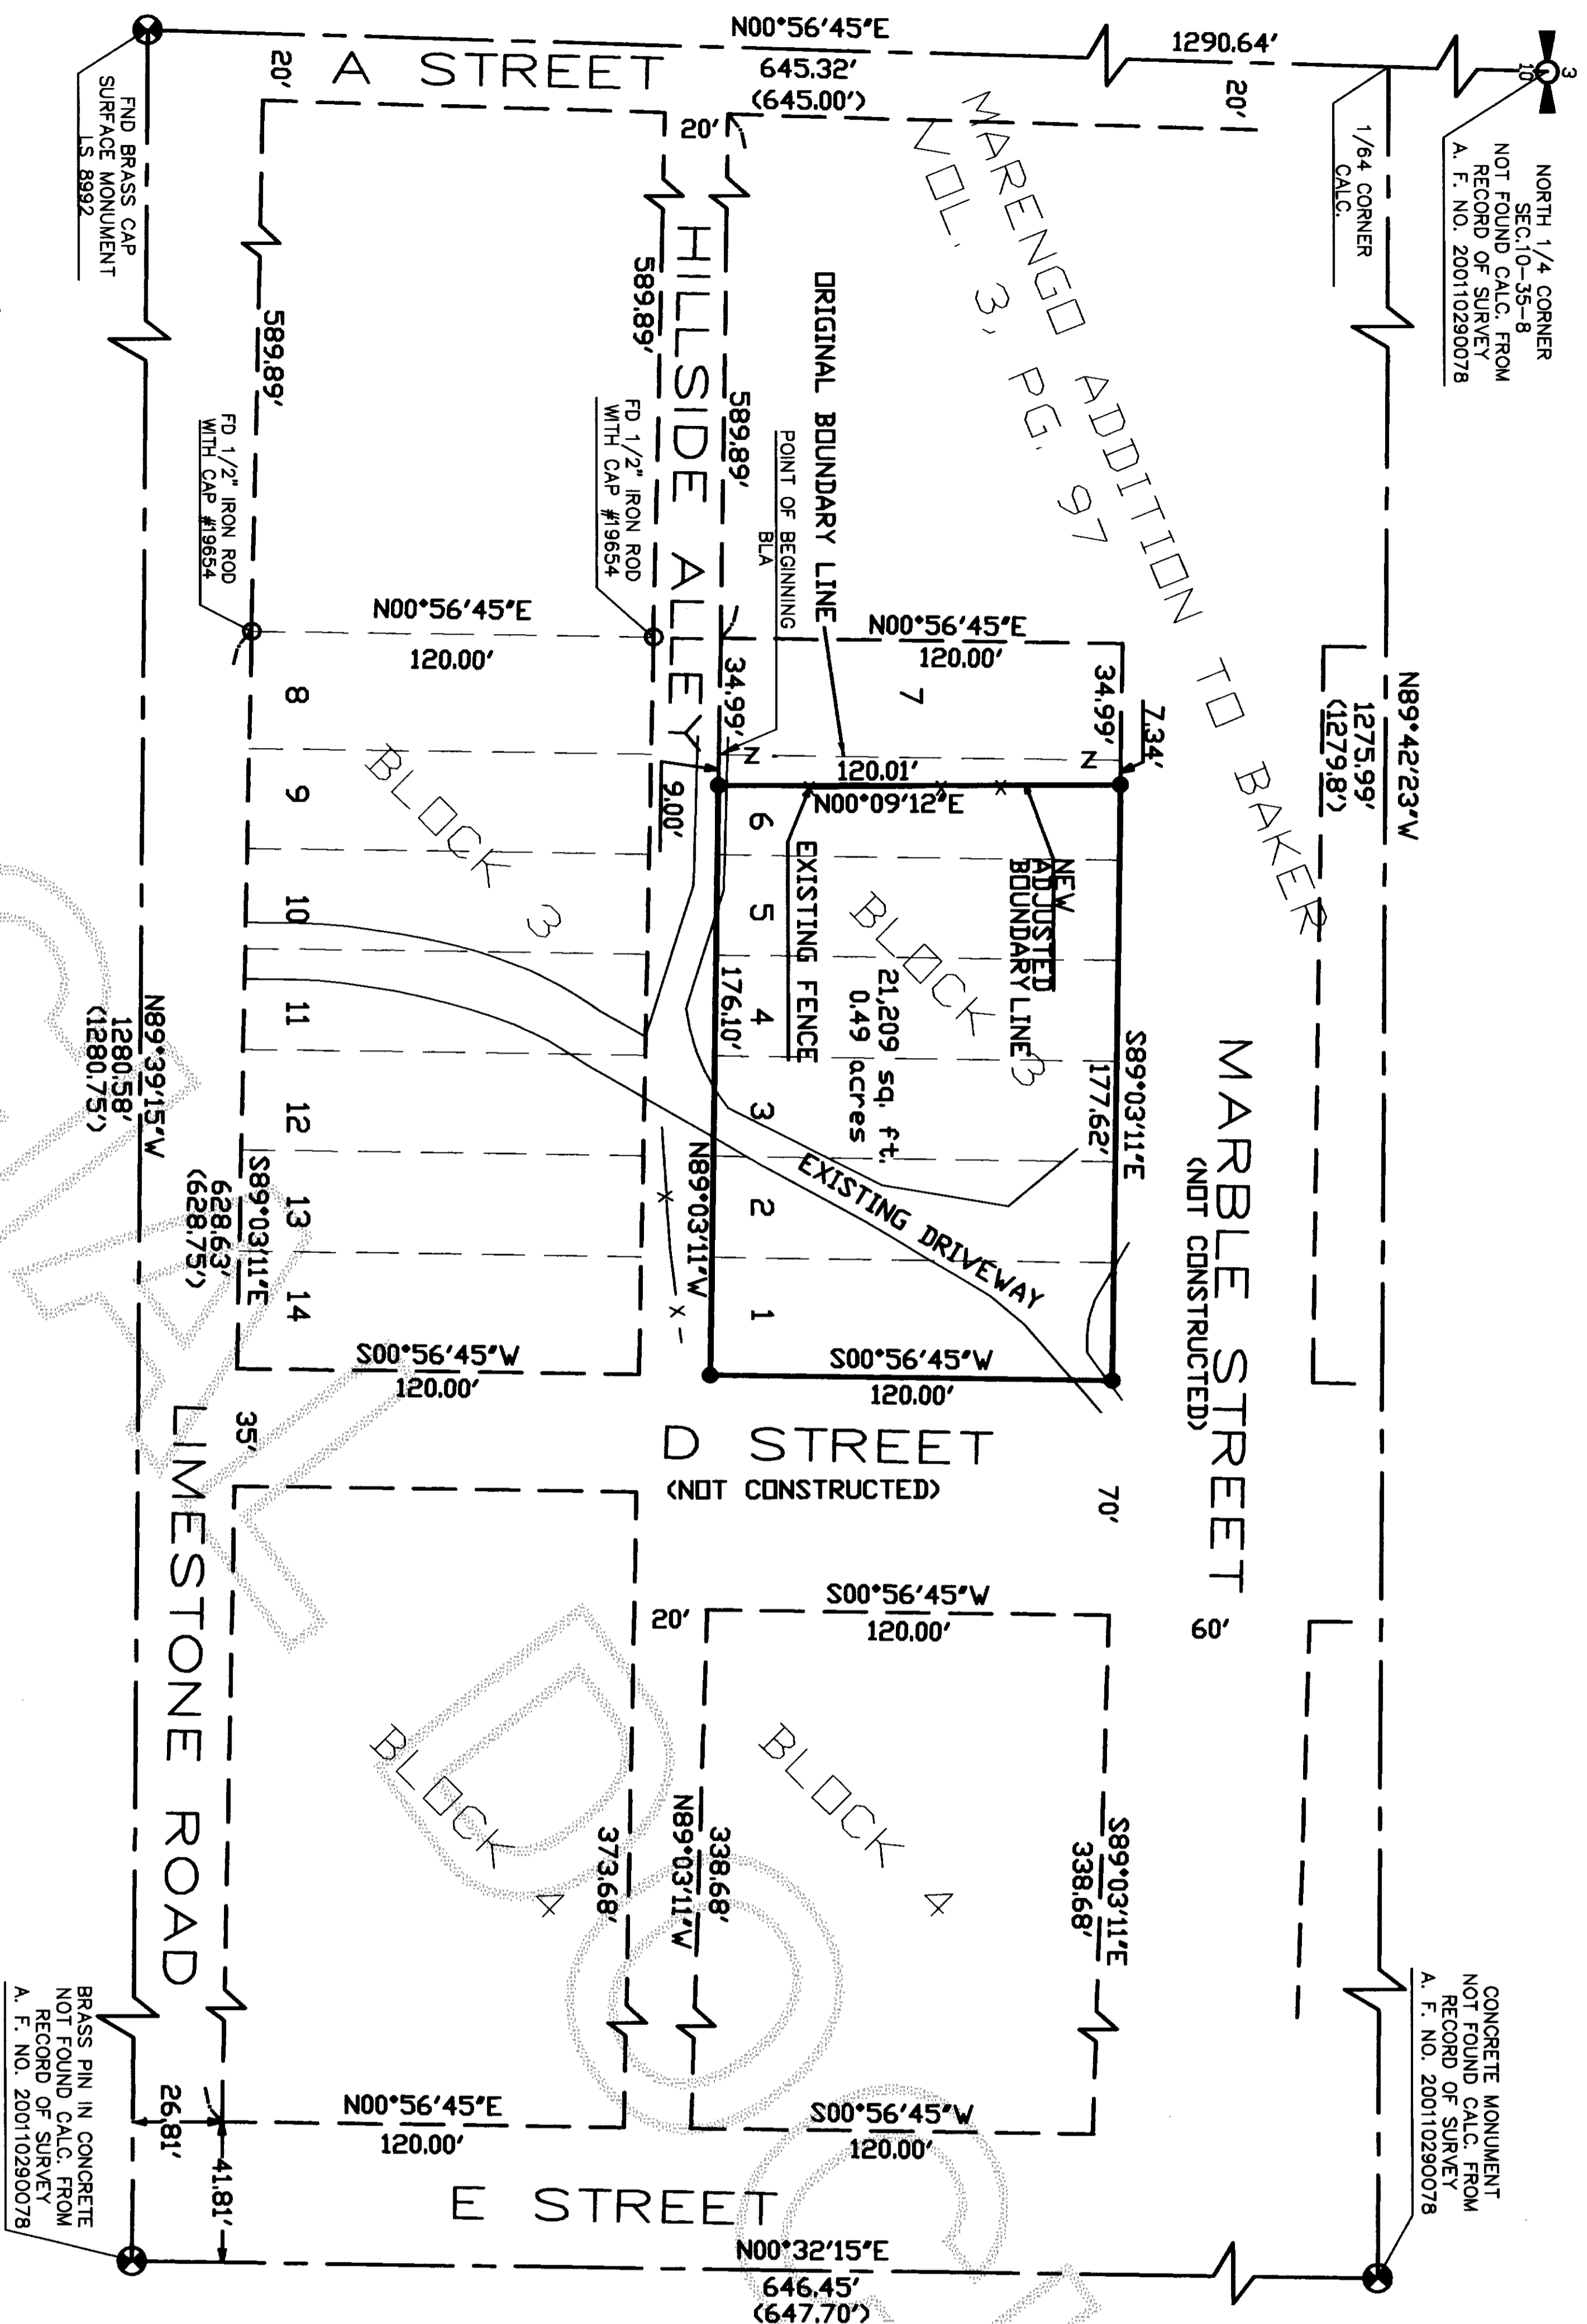 3
10
NORTH 1/4 CORNER
SEC.10-35-8
NOT FOUND CALC. FROM
RECORD OF SURVEY
A. F. NO. 200110290078
1/64 CORNER
CALC.
N89°42'23"W
1275.99'
(1279.8')
CONCRETE MONUMENT
NOT FOUND CALC. FROM
RECORD OF SURVEY
A. F. NO. 200110290078
1290.64'
20'
N00°56'45"E
645.32'
(645.00')
A STREET
20'
20'
MARENGO ADDITION TO BAKER
VOL. 3, PG. 97
MARBLE STREET
(NOT CONSTRUCTED)
60'
70'
ORIGINAL BOUNDARY LINE
POINT OF BEGINNING
BLA
N00°56'45"E
120.00'
34.99'
7.34'
7
34.99'
Z
Z
120.01'
N00°09'12"E
9.00'
NEW
ADJUSTED
BOUNDARY LINE
EXISTING FENCE
BLOCK 3
21,209 sq. ft.
0.49 acres
S89°03'11"E
177.62'
6
5
4
3
2
1
176.10'
N89°03'11"W
EXISTING DRIVEWAY
S00°56'45"W
120.00'
589.89'
HILLSIDE ALLEY
589.89'
FD 1/2" IRON ROD
WITH CAP #19654
X
X
X
X
X
N00°56'45"E
120.00'
589.89'
FD 1/2" IRON ROD
WITH CAP #19654
BLOCK 3
8
9
10
11
12
13
14
S89°03'11"E
628.63'
(628.75')
S00°56'45"W
120.00'
D STREET
(NOT CONSTRUCTED)
35'
S00°56'45"W
120.00'
20'
BLOCK 4
S89°03'11"E
338.68'
338.68'
N89°03'11"W
373.68'
BLOCK 4
S00°56'45"W
120.00'
N00°56'45"E
120.00'
E STREET
N00°32'15"E
646.45'
(647.70')
26.81'
41.81'
FND BRASS CAP
SURFACE MONUMENT
LS 8992
N89°39'15"W
1280.58'
(1280.75')
LIMESTONE ROAD
BRASS PIN IN CONCRETE
NOT FOUND CALC. FROM
RECORD OF SURVEY
A. F. NO. 200110290078